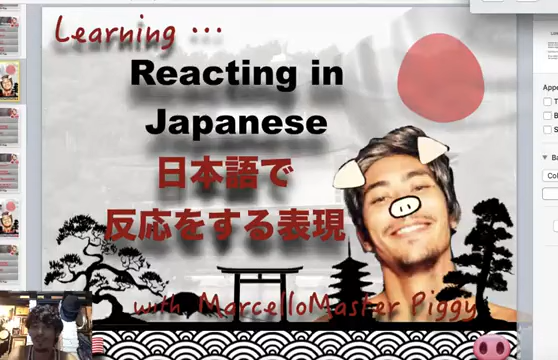 Learning ...
Reacting in
Japanese
日本語で
反応をする表現
with MarcelloMaster Piggy